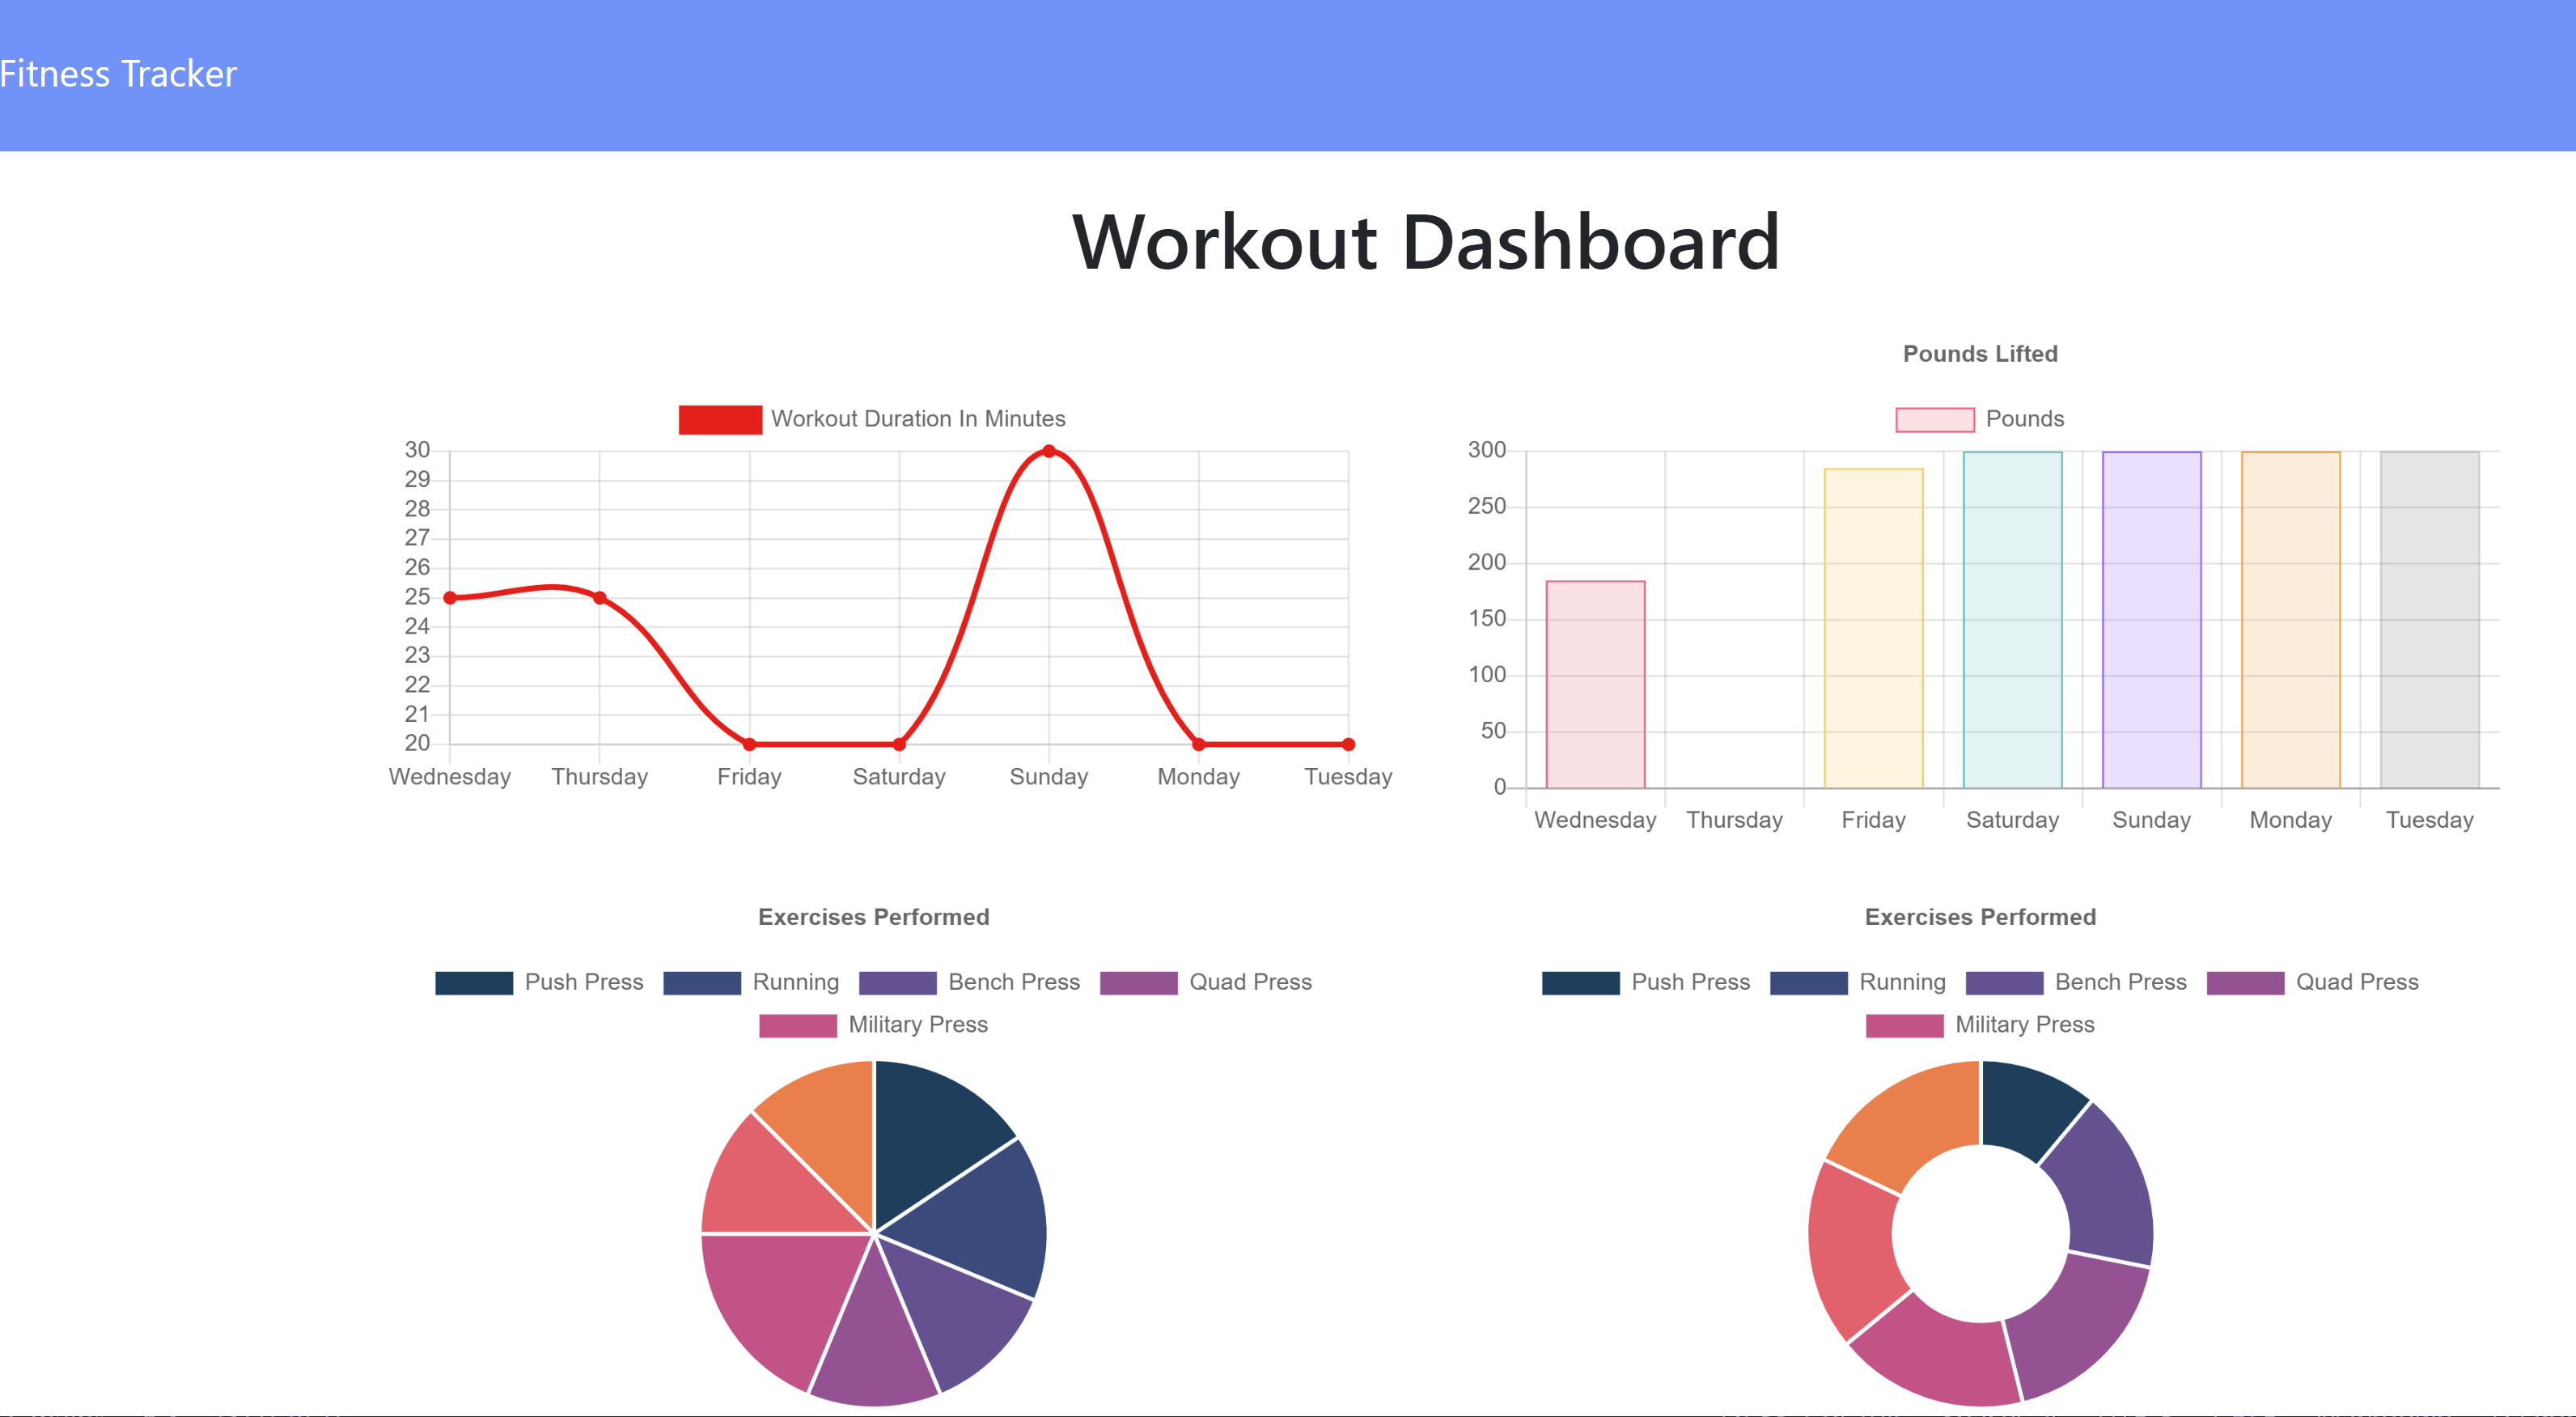 Fitness Tracker
Workout Dashboard
Workout Duration In Minutes
30
29
28
27
26
25
24
23
22
21
20
Wednesday Thursday Friday Saturday Sunday Monday Tuesday
Pounds Lifted
Pounds
300
250
200
150
100
50
0
Wednesday Thursday Friday Saturday Sunday Monday Tuesday
Exercises Performed
Push Press Running Bench Press Quad Press
Military Press
Exercises Performed
Push Press Running Bench Press Quad Press
Military Press